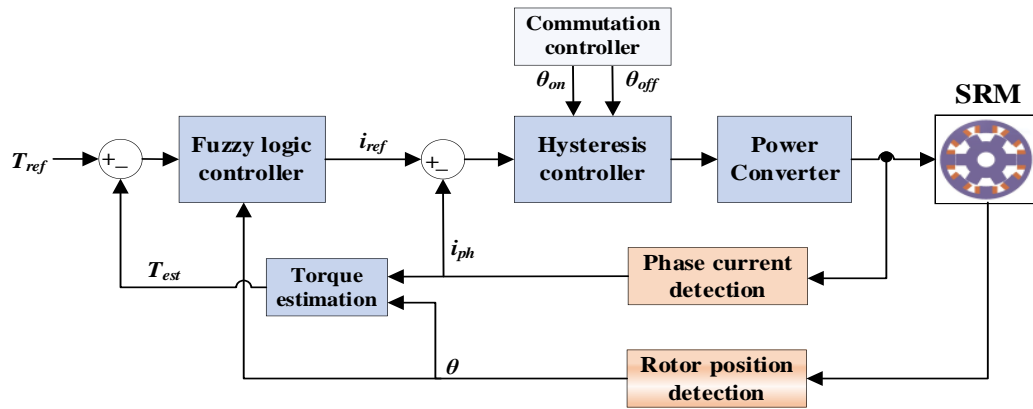 Commutation
controller
θon
θoff
SRM
Tref
+
−
Fuzzy logic
controller
iref
+
−
Hysteresis
controller
Power
Converter
Test
Torque
estimation
iph
Phase current
detection
θ
Rotor position
detection